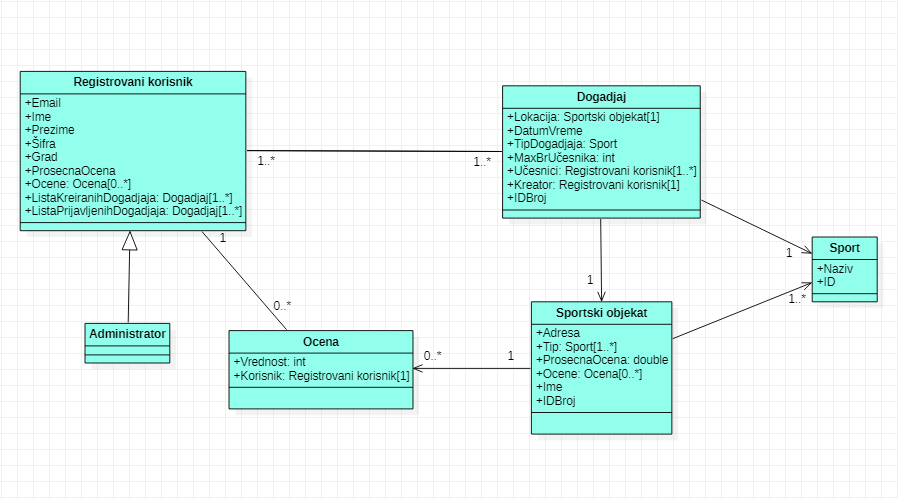 Registrovani korisnik
+Email
+Ime
+Prezime
+Šifra
+Grad
+ProsecnaOcena
+Ocene: Ocena[0..*]
+ListaKreiranihDogadjaja: Dogadjaj[1..*]
+ListaPrijavljenihDogadjaja: Dogadjaj[1..*]
1..*
1..*
Dogadjaj
+Lokacija: Sportski objekat[1]
+DatumVreme
+TipDogadjaja: Sport
+MaxBrUčesnika: int
+Učesnici: Registrovani korisnik[1..*]
+Kreator: Registrovani korisnik[1]
+IDBroj
1
1
1
Sport
+Naziv
+ID
1..*
0..*
Administrator
Ocena
+Vrednost: int
+Korisnik: Registrovani korisnik[1]
0..*
1
Sportski objekat
+Adresa
+Tip: Sport[1..*]
+ProsecnaOcena: double
+Ocene: Ocena[0..*]
+Ime
+IDBroj